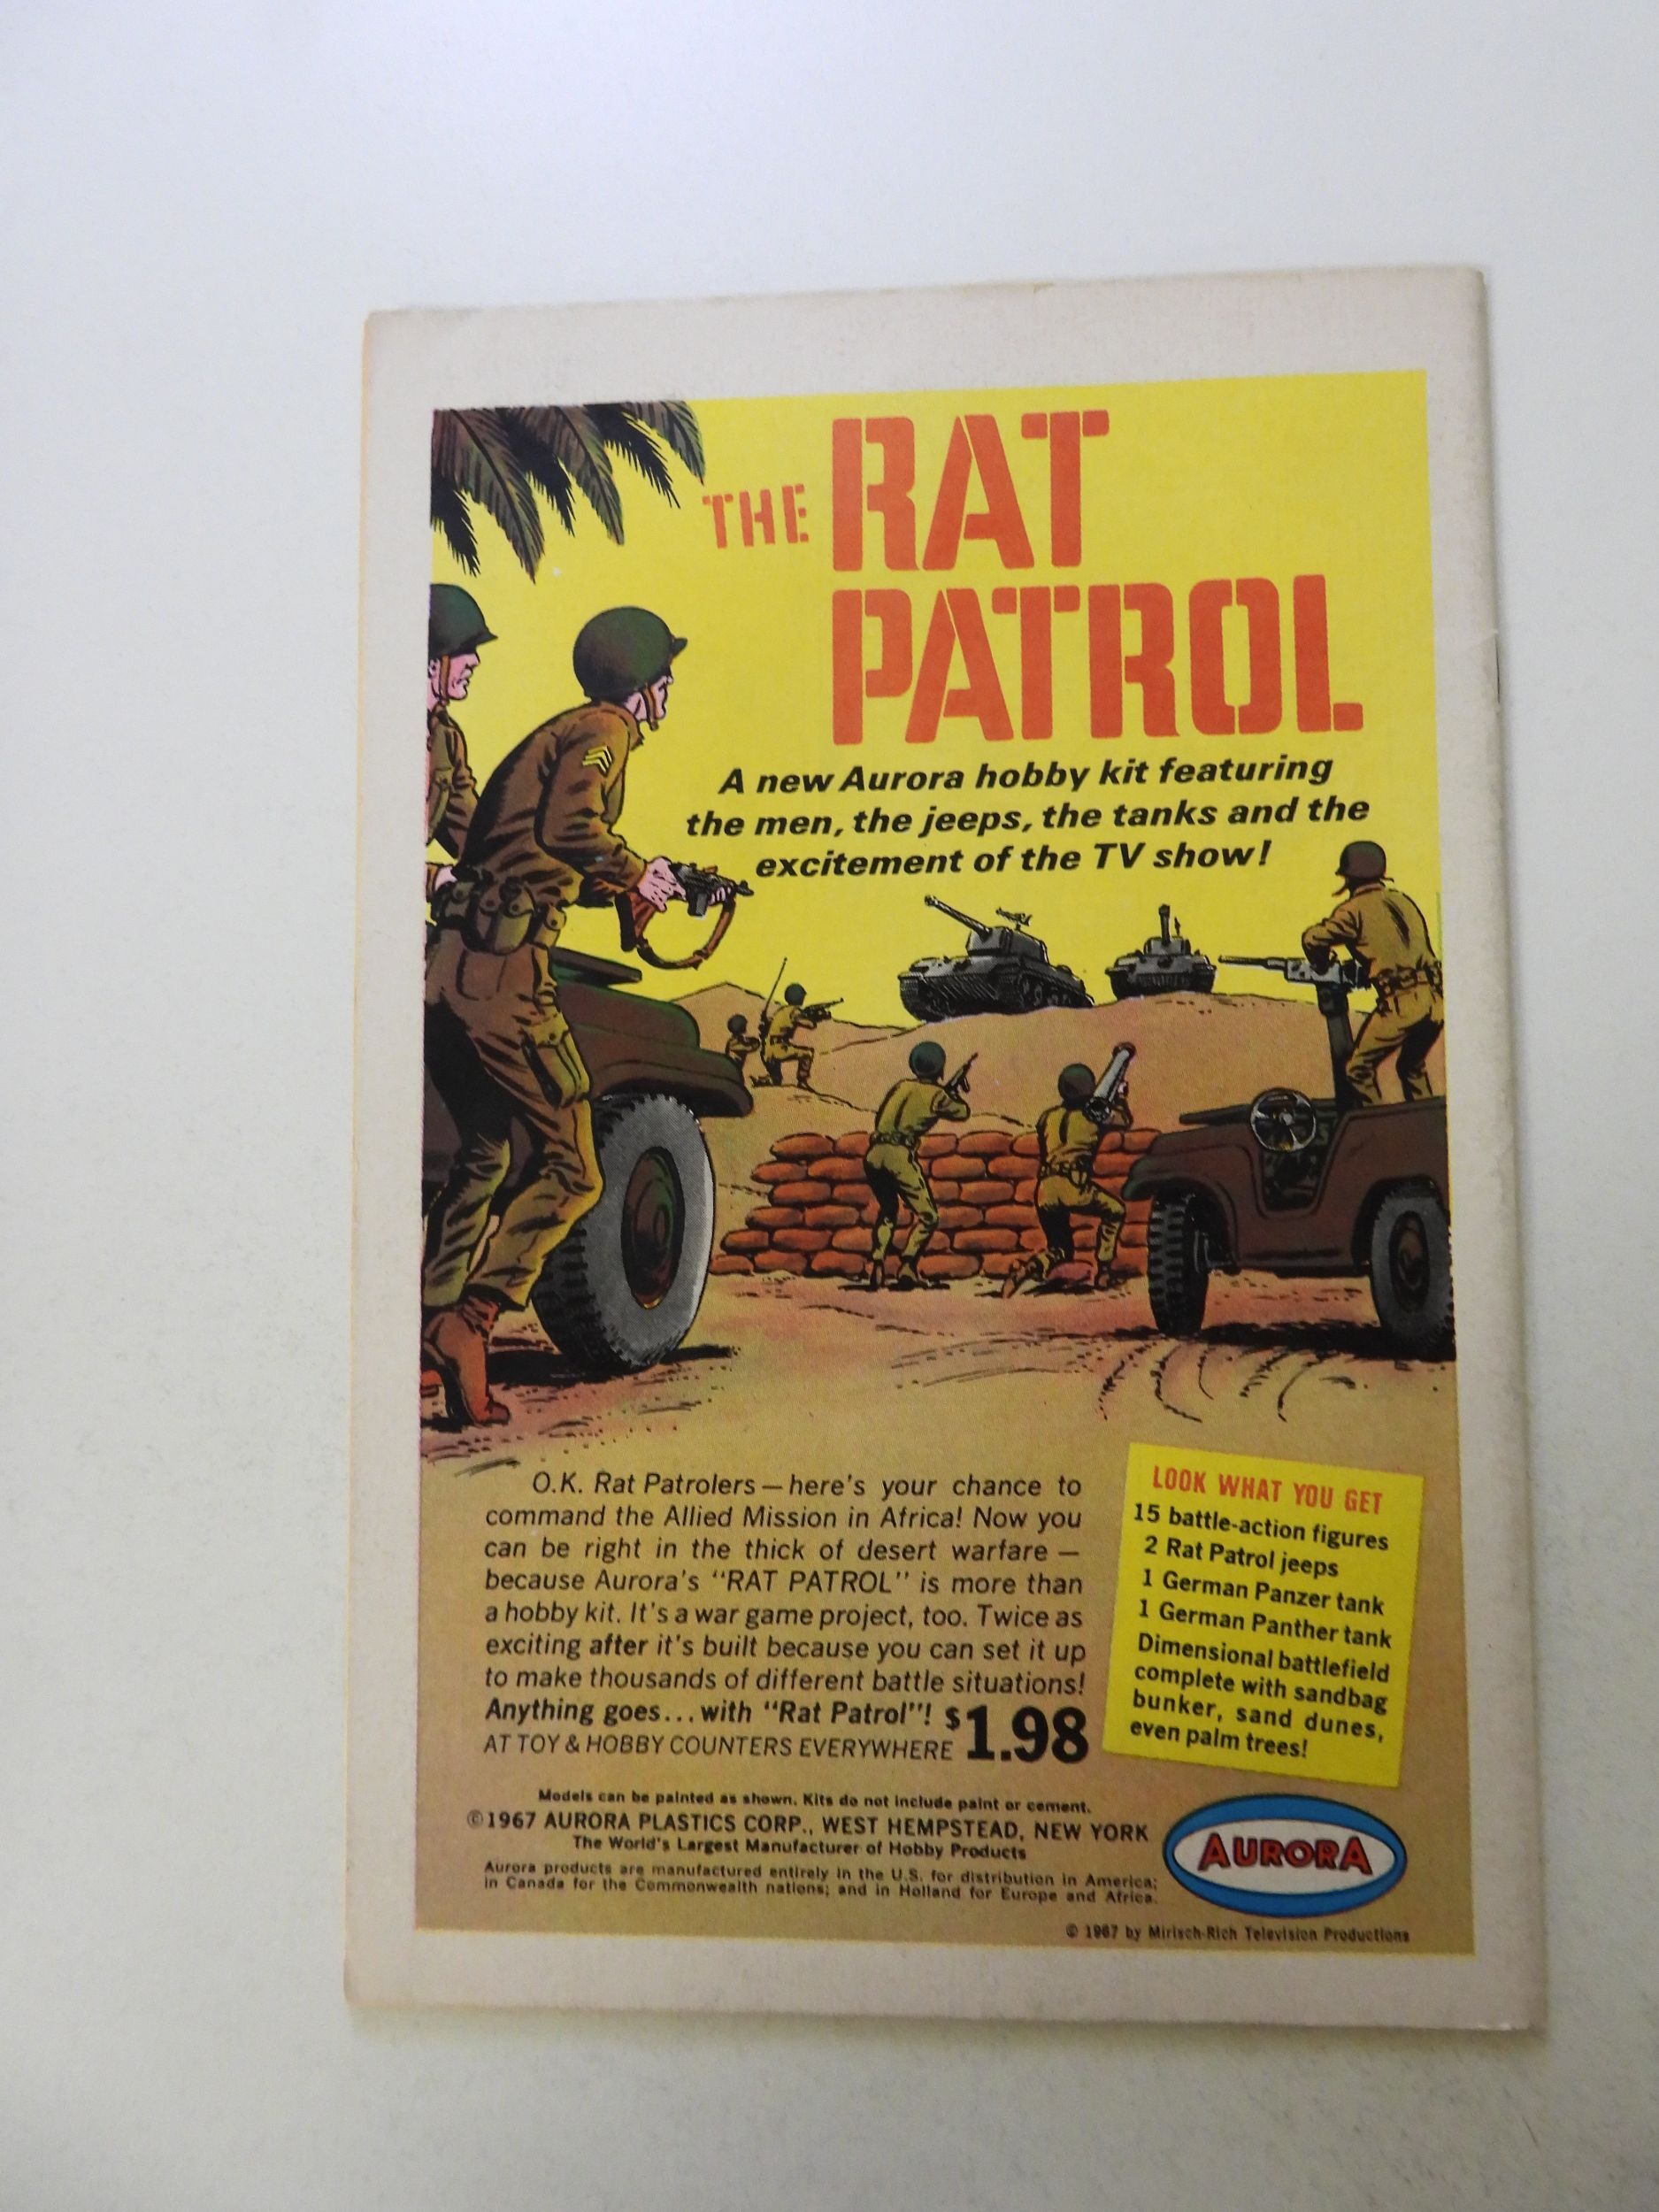 THE RAT
PATROL
A new Aurora hobby kit featuring
the men, the jeeps, the tanks and the
excitement of the TV show!
O.K. Rat Patrolers — here's your chance to
command the Allied Mission in Africa! Now you
can be right in the thick of desert warfare —
because Aurora's "RAT PATROL" is more than
a hobby kit. It's a war game project, too. Twice as
exciting after it's built because you can set it up
to make thousands of different battle situations!
Anything goes...with "Rat Patrol"! $1.98
AT TOY & HOBBY COUNTERS EVERYWHERE
LOOK WHAT YOU GET
15 battle-action figures
2 Rat Patrol jeeps
1 German Panzer tank
1 German Panther tank
Dimensional battlefield
complete with sandbag
bunker, sand dunes,
even palm trees!
Models can be painted as shown. Kits do not include paint or cement.
©1967 AURORA PLASTICS CORP., WEST HEMPSTEAD, NEW YORK
The World's Largest Manufacturer of Hobby Products
Aurora products are manufactured entirely in the U.S. for distribution in America;
in Canada for the Commonwealth nations; and in Holland for Europe and Africa.
AURORA
© 1967 by Mirisch-Rich Television Productions